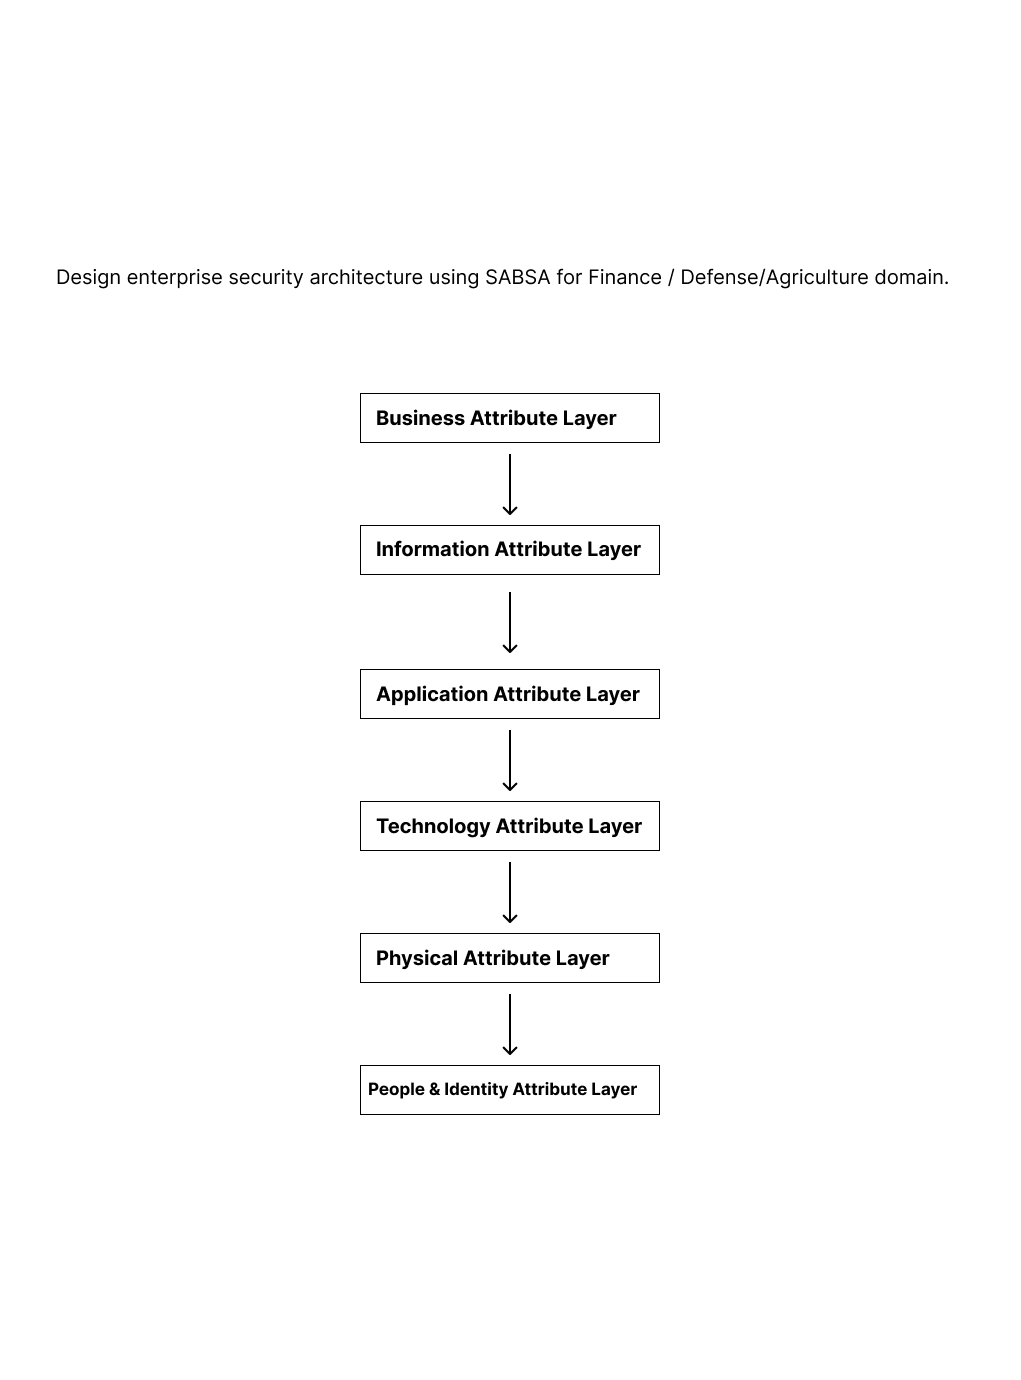 Design enterprise security architecture using SABSA for Finance / Defense/Agriculture domain.
Business Attribute Layer
Information Attribute Layer
Application Attribute Layer
Technology Attribute Layer
Physical Attribute Layer
People & Identity Attribute Layer